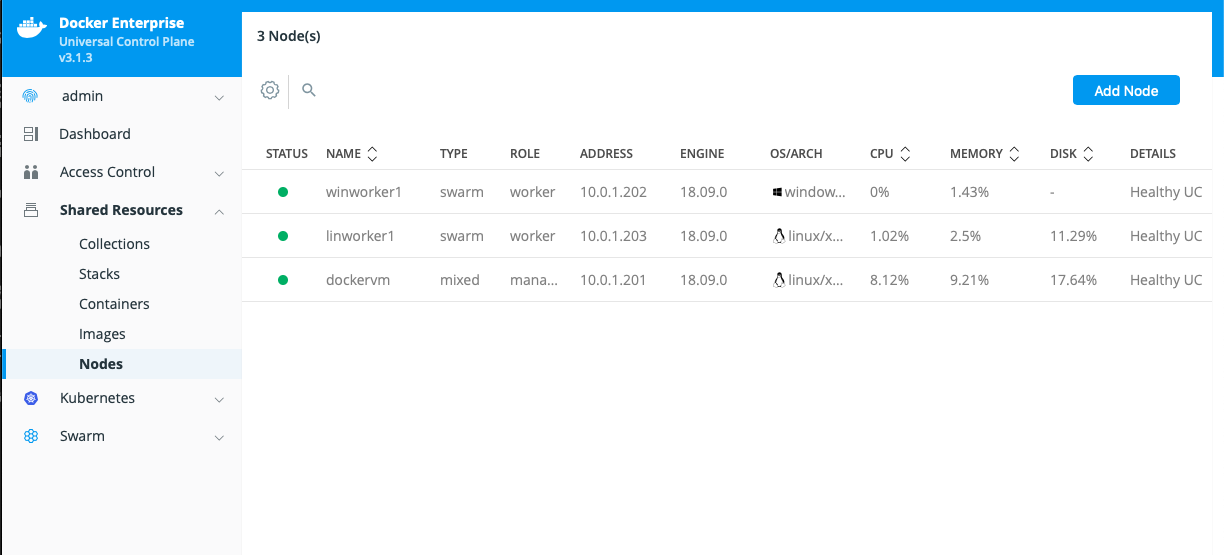 Docker Enterprise
Universal Control Plane
v3.1.3
admin
Dashboard
Access Control
Shared Resources
Collections
Stacks
Containers
Images
Nodes
Kubernetes
Swarm
3 Node(s)
Add Node
STATUS NAME TYPE ROLE ADDRESS ENGINE OS/ARCH CPU MEMORY DISK DETAILS
winworker1 swarm worker 10.0.1.202 18.09.0 window... 0% 1.43% - Healthy UC
linworker1 swarm worker 10.0.1.203 18.09.0 linux/x... 1.02% 2.5% 11.29% Healthy UC
dockervm mixed mana... 10.0.1.201 18.09.0 linux/x... 8.12% 9.21% 17.64% Healthy UC